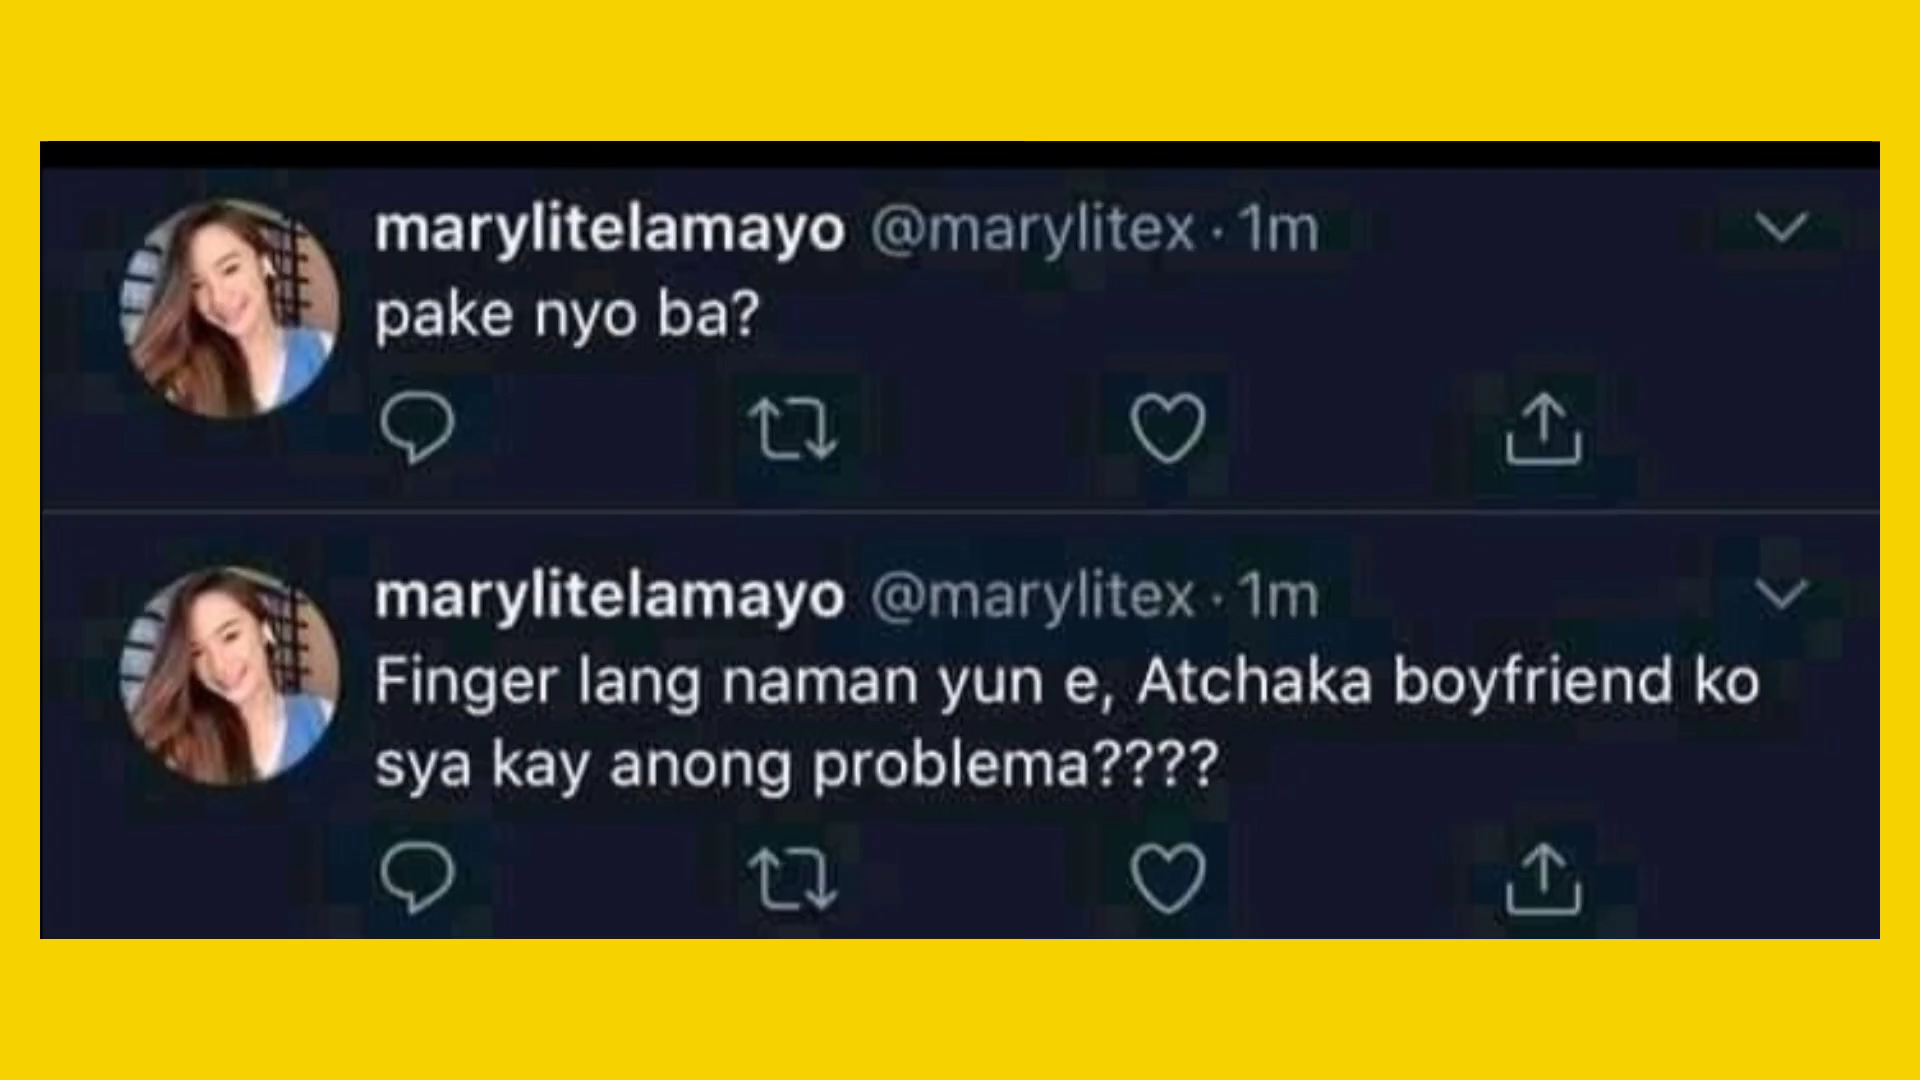 marylitelamayo @marylitex · 1m
pake nyo ba?
marylitelamayo @marylitex · 1m
Finger lang naman yun e, Atchaka boyfriend ko
sya kay anong problema????